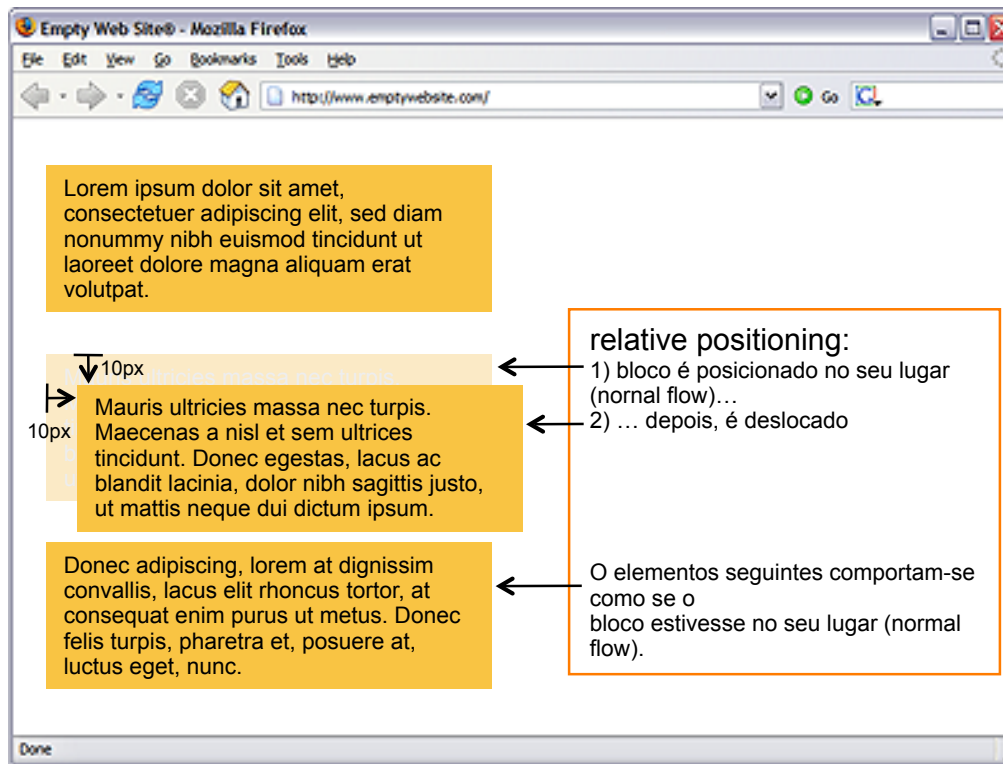 Empty Web Site® - Mozilla Firefox
File Edit View Go Bookmarks Tools Help
http://www.emptywebsite.com/
Go
Lorem ipsum dolor sit amet,
consectetuer adipiscing elit, sed diam
nonummy nibh euismod tincidunt ut
laoreet dolore magna aliquam erat
volutpat.
10px
10px
Mauris ultricies massa nec turpis.
Maecenas a nisl et sem ultrices
tincidunt. Donec egestas, lacus ac
blandit lacinia, dolor nibh sagittis justo,
ut mattis neque dui dictum ipsum.
Donec adipiscing, lorem at dignissim
convallis, lacus elit rhoncus tortor, at
consequat enim purus ut metus. Donec
felis turpis, pharetra et, posuere at,
luctus eget, nunc.
relative positioning:
1) bloco é posicionado no seu lugar
(nornal flow)…
2) … depois, é deslocado
O elementos seguintes comportam-se
como se o
bloco estivesse no seu lugar (normal
flow).
Done